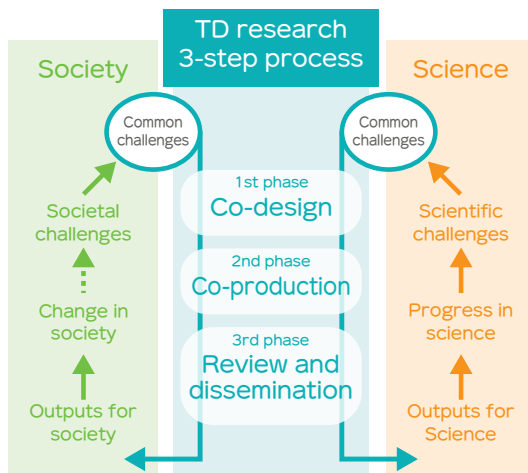 TD research
3-step process
Society
Science
Common
challenges
Common
challenges
1st phase
Co-design
Societal
challenges
Scientific
challenges
2nd phase
Co-production
Change in
society
Progress in
science
3rd phase
Review and
dissemination
Outputs for
society
Outputs for
Science